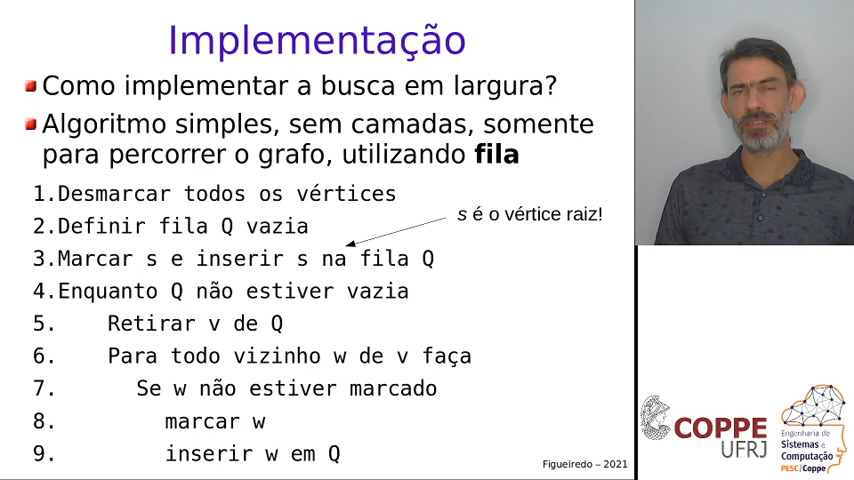 Implementação
Como implementar a busca em largura?
Algoritmo simples, sem camadas, somente
para percorrer o grafo, utilizando fila
1.Desmarcar todos os vértices
s é o vértice raiz!
2.Definir fila Q vazia
3.Marcar s e inserir s na fila Q
4.Enquanto Q não estiver vazia
5. Retirar v de Q
6. Para todo vizinho w de v faça
7. Se w não estiver marcado
8. marcar w
9. inserir w em Q
Figueiredo – 2021
COPPE
UFRJ
Engenharia de
Sistemas e
Computação
PESC/Coppe